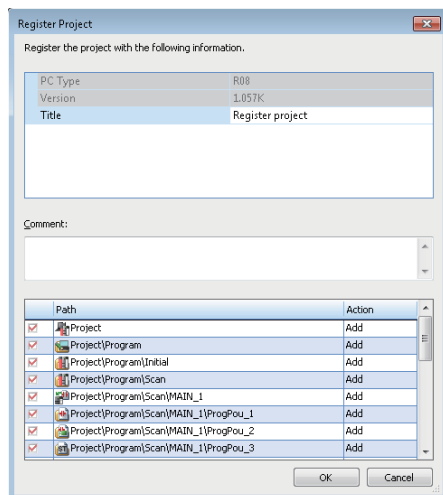 Register Project
Register the project with the following information.
PC Type R08
Version 1.057K
Title Register project
Comment:
Path Action
Project Add
Project\Program Add
Project\Program\Initial Add
Project\Program\Scan Add
Project\Program\Scan\MAIN_1 Add
Project\Program\Scan\MAIN_1\ProgPou_1 Add
Project\Program\Scan\MAIN_1\ProgPou_2 Add
Project\Program\Scan\MAIN_1\ProgPou_3 Add
OK Cancel